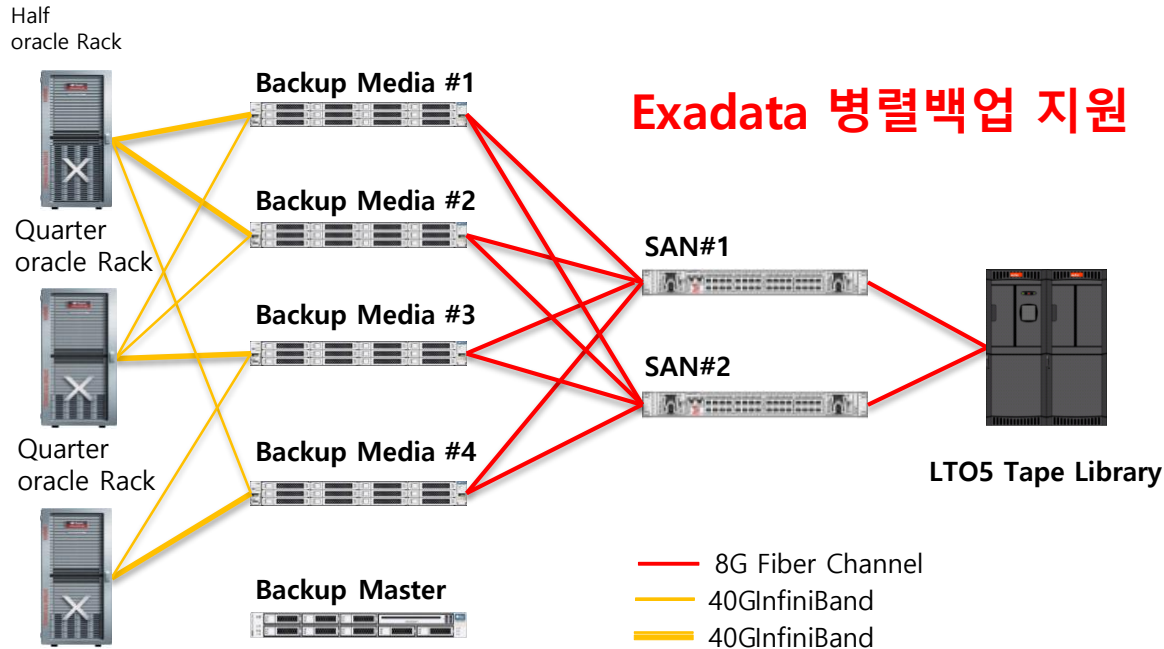 Half
oracle Rack
Backup Media #1
Exadata 병렬백업 지원
Backup Media #2
Quarter
oracle Rack
SAN#1
Backup Media #3
SAN#2
Quarter
oracle Rack
Backup Media #4
LTO5 Tape Library
8G Fiber Channel
Backup Master
40GInfiniBand
40GInfiniBand